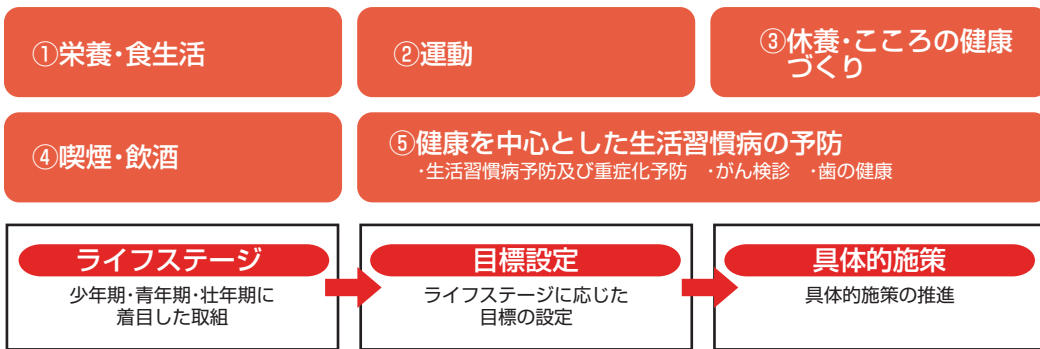 ①栄養・食生活
②運動
③休養・こころの健康
づくり
④喫煙・飲酒
⑤健康を中心とした生活習慣病の予防
・生活習慣病予防及び重症化予防 ・がん検診 ・歯の健康
ライフステージ
少年期・青年期・壮年期に
着目した取組
目標設定
ライフステージに応じた
目標の設定
具体的施策
具体的施策の推進